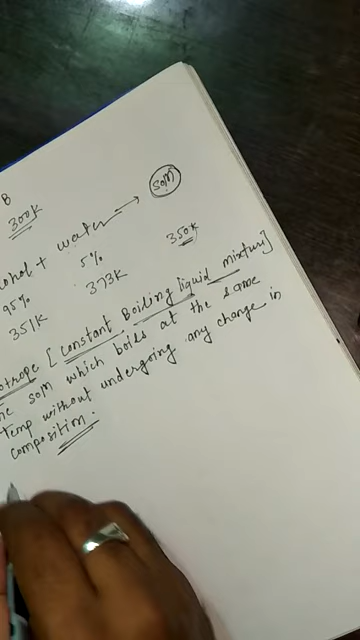 B
300K
cohol + water → solⁿ
95% 5% 350K
351K 373K
otrope [constant Boiling liquid mixture]
he solⁿ which boils at the same
Temp without undergoing any change in
composition.